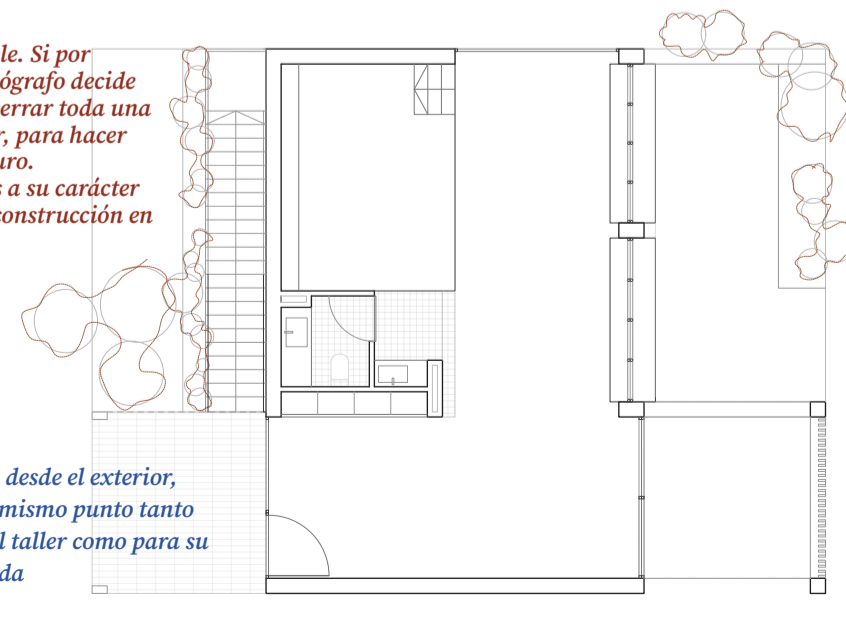 le. Si por
ógrafo decide
errar toda una
r, para hacer
uro.
s a su carácter
construcción en
desde el exterior,
mismo punto tanto
l taller como para su
da